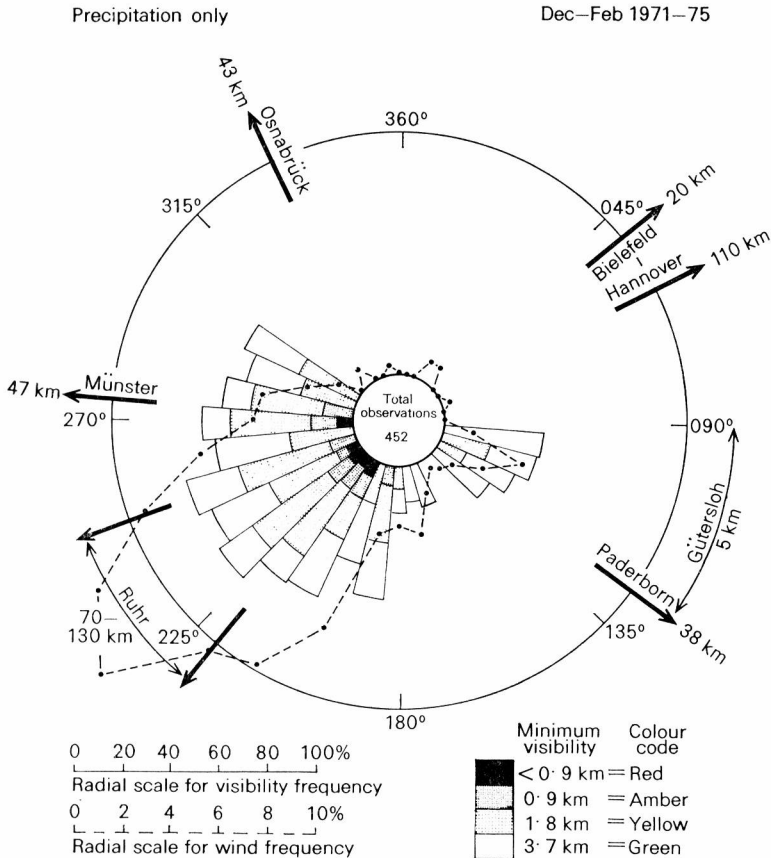 Precipitation only
Dec–Feb 1971–75
43 km
Osnabrück
360°
315°
045°
20 km
Bielefeld
–
Hannover
110 km
47 km
Münster
270°
Total
observations
452
090°
Gütersloh
5 km
Paderborn
38 km
135°
Ruhr
70–
130 km
225°
180°
0 20 40 60 80 100%
Radial scale for visibility frequency
0 2 4 6 8 10%
Radial scale for wind frequency
Minimum visibility Colour code
<0·9 km = Red
0·9 km = Amber
1·8 km = Yellow
3·7 km = Green